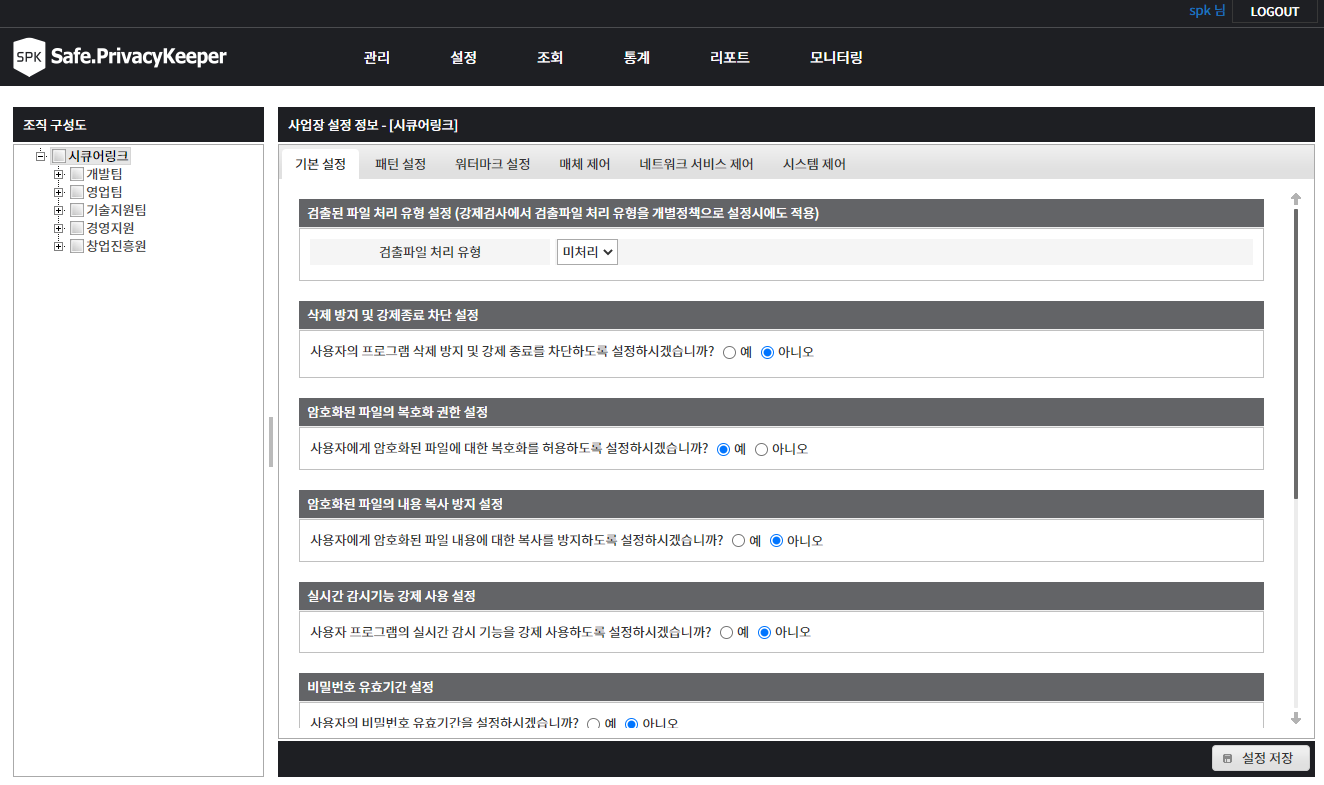 spk 님 LOGOUT
SPK Safe.PrivacyKeeper 관리 설정 조회 통계 리포트 모니터링
조직 구성도
시큐어링크
개발팀
영업팀
기술지원팀
경영지원
창업진흥원
사업장 설정 정보 - [시큐어링크]
기본 설정 패턴 설정 워터마크 설정 매체 제어 네트워크 서비스 제어 시스템 제어
검출된 파일 처리 유형 설정 (강제검사에서 검출파일 처리 유형을 개별정책으로 설정시에도 적용)
검출파일 처리 유형 미처리
삭제 방지 및 강제종료 차단 설정
사용자의 프로그램 삭제 방지 및 강제 종료를 차단하도록 설정하시겠습니까? 예 아니오
암호화된 파일의 복호화 권한 설정
사용자에게 암호화된 파일에 대한 복호화를 허용하도록 설정하시겠습니까? 예 아니오
암호화된 파일의 내용 복사 방지 설정
사용자에게 암호화된 파일 내용에 대한 복사를 방지하도록 설정하시겠습니까? 예 아니오
실시간 감시기능 강제 사용 설정
사용자 프로그램의 실시간 감시 기능을 강제 사용하도록 설정하시겠습니까? 예 아니오
비밀번호 유효기간 설정
사용자의 비밀번호 유효기간을 설정하시겠습니까? 예 아니오
설정 저장